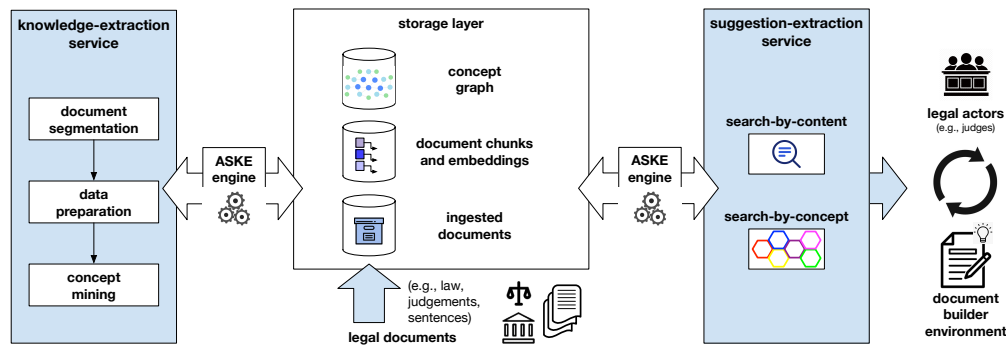 knowledge-extraction
service
document
segmentation
data
preparation
concept
mining
ASKE
engine
storage layer
concept
graph
document chunks
and embeddings
ingested
documents
(e.g., law,
judgements,
sentences)
legal documents
ASKE
engine
suggestion-extraction
service
search-by-content
search-by-concept
legal actors
(e.g., judges)
document
builder
environment